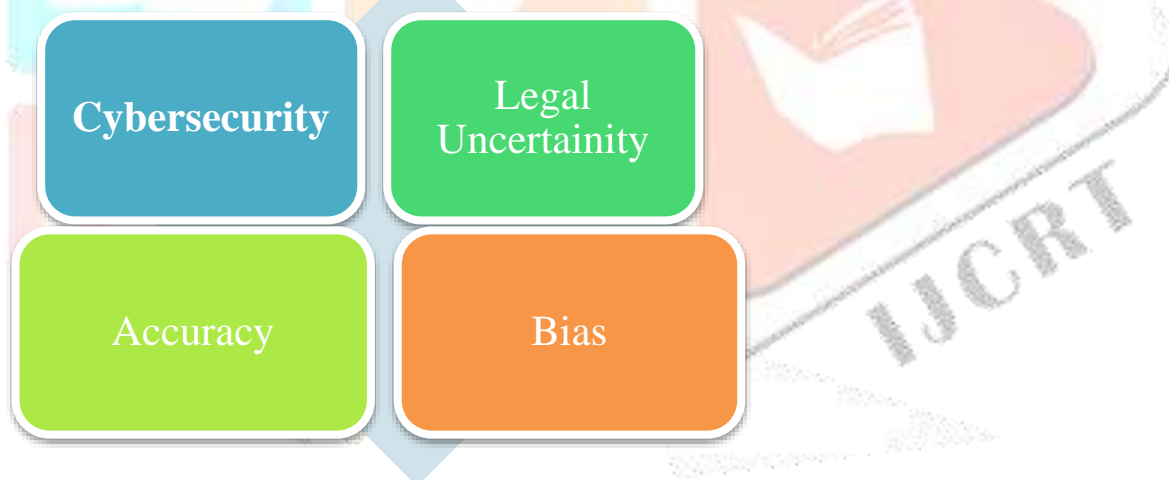 Cybersecurity
Legal
Uncertainity
Accuracy
Bias
IJCRT